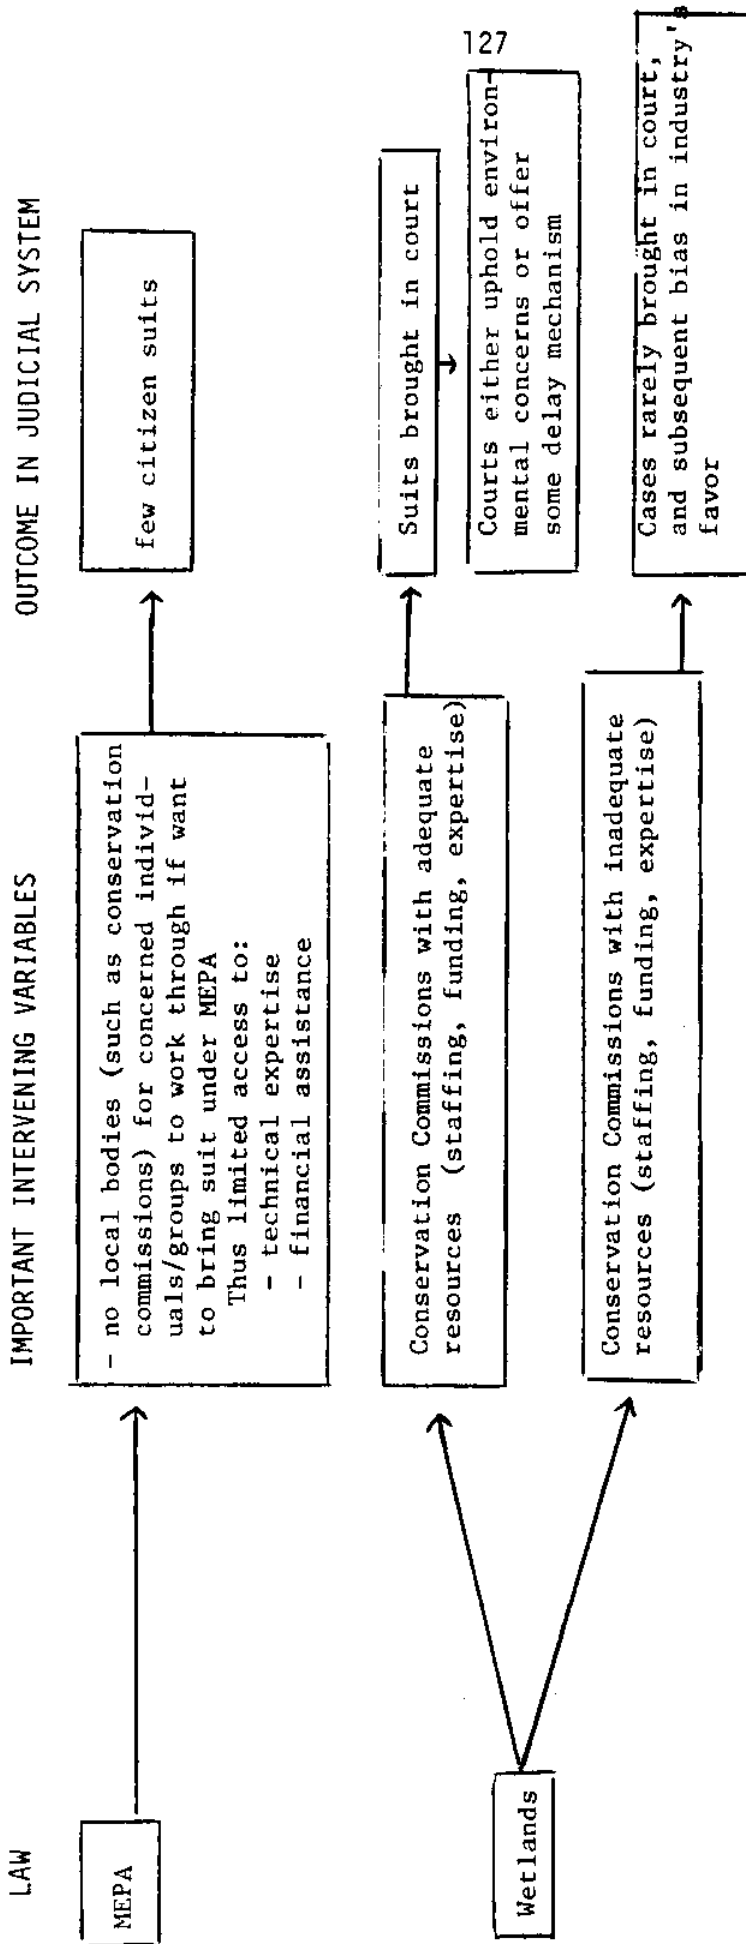 127
LAW
IMPORTANT INTERVENING VARIABLES
OUTCOME IN JUDICIAL SYSTEM
MEPA
- no local bodies (such as conservation
commissions) for concerned individ-
uals/groups to work through if want
to bring suit under MEPA
Thus limited access to:
- technical expertise
- financial assistance
few citizen suits
Wetlands
Conservation Commissions with adequate
resources (staffing, funding, expertise)
Suits brought in court
Courts either uphold environ-
mental concerns or offer
some delay mechanism
Conservation Commissions with inadequate
resources (staffing, funding, expertise)
Cases rarely brought in court,
and subsequent bias in industry's
favor